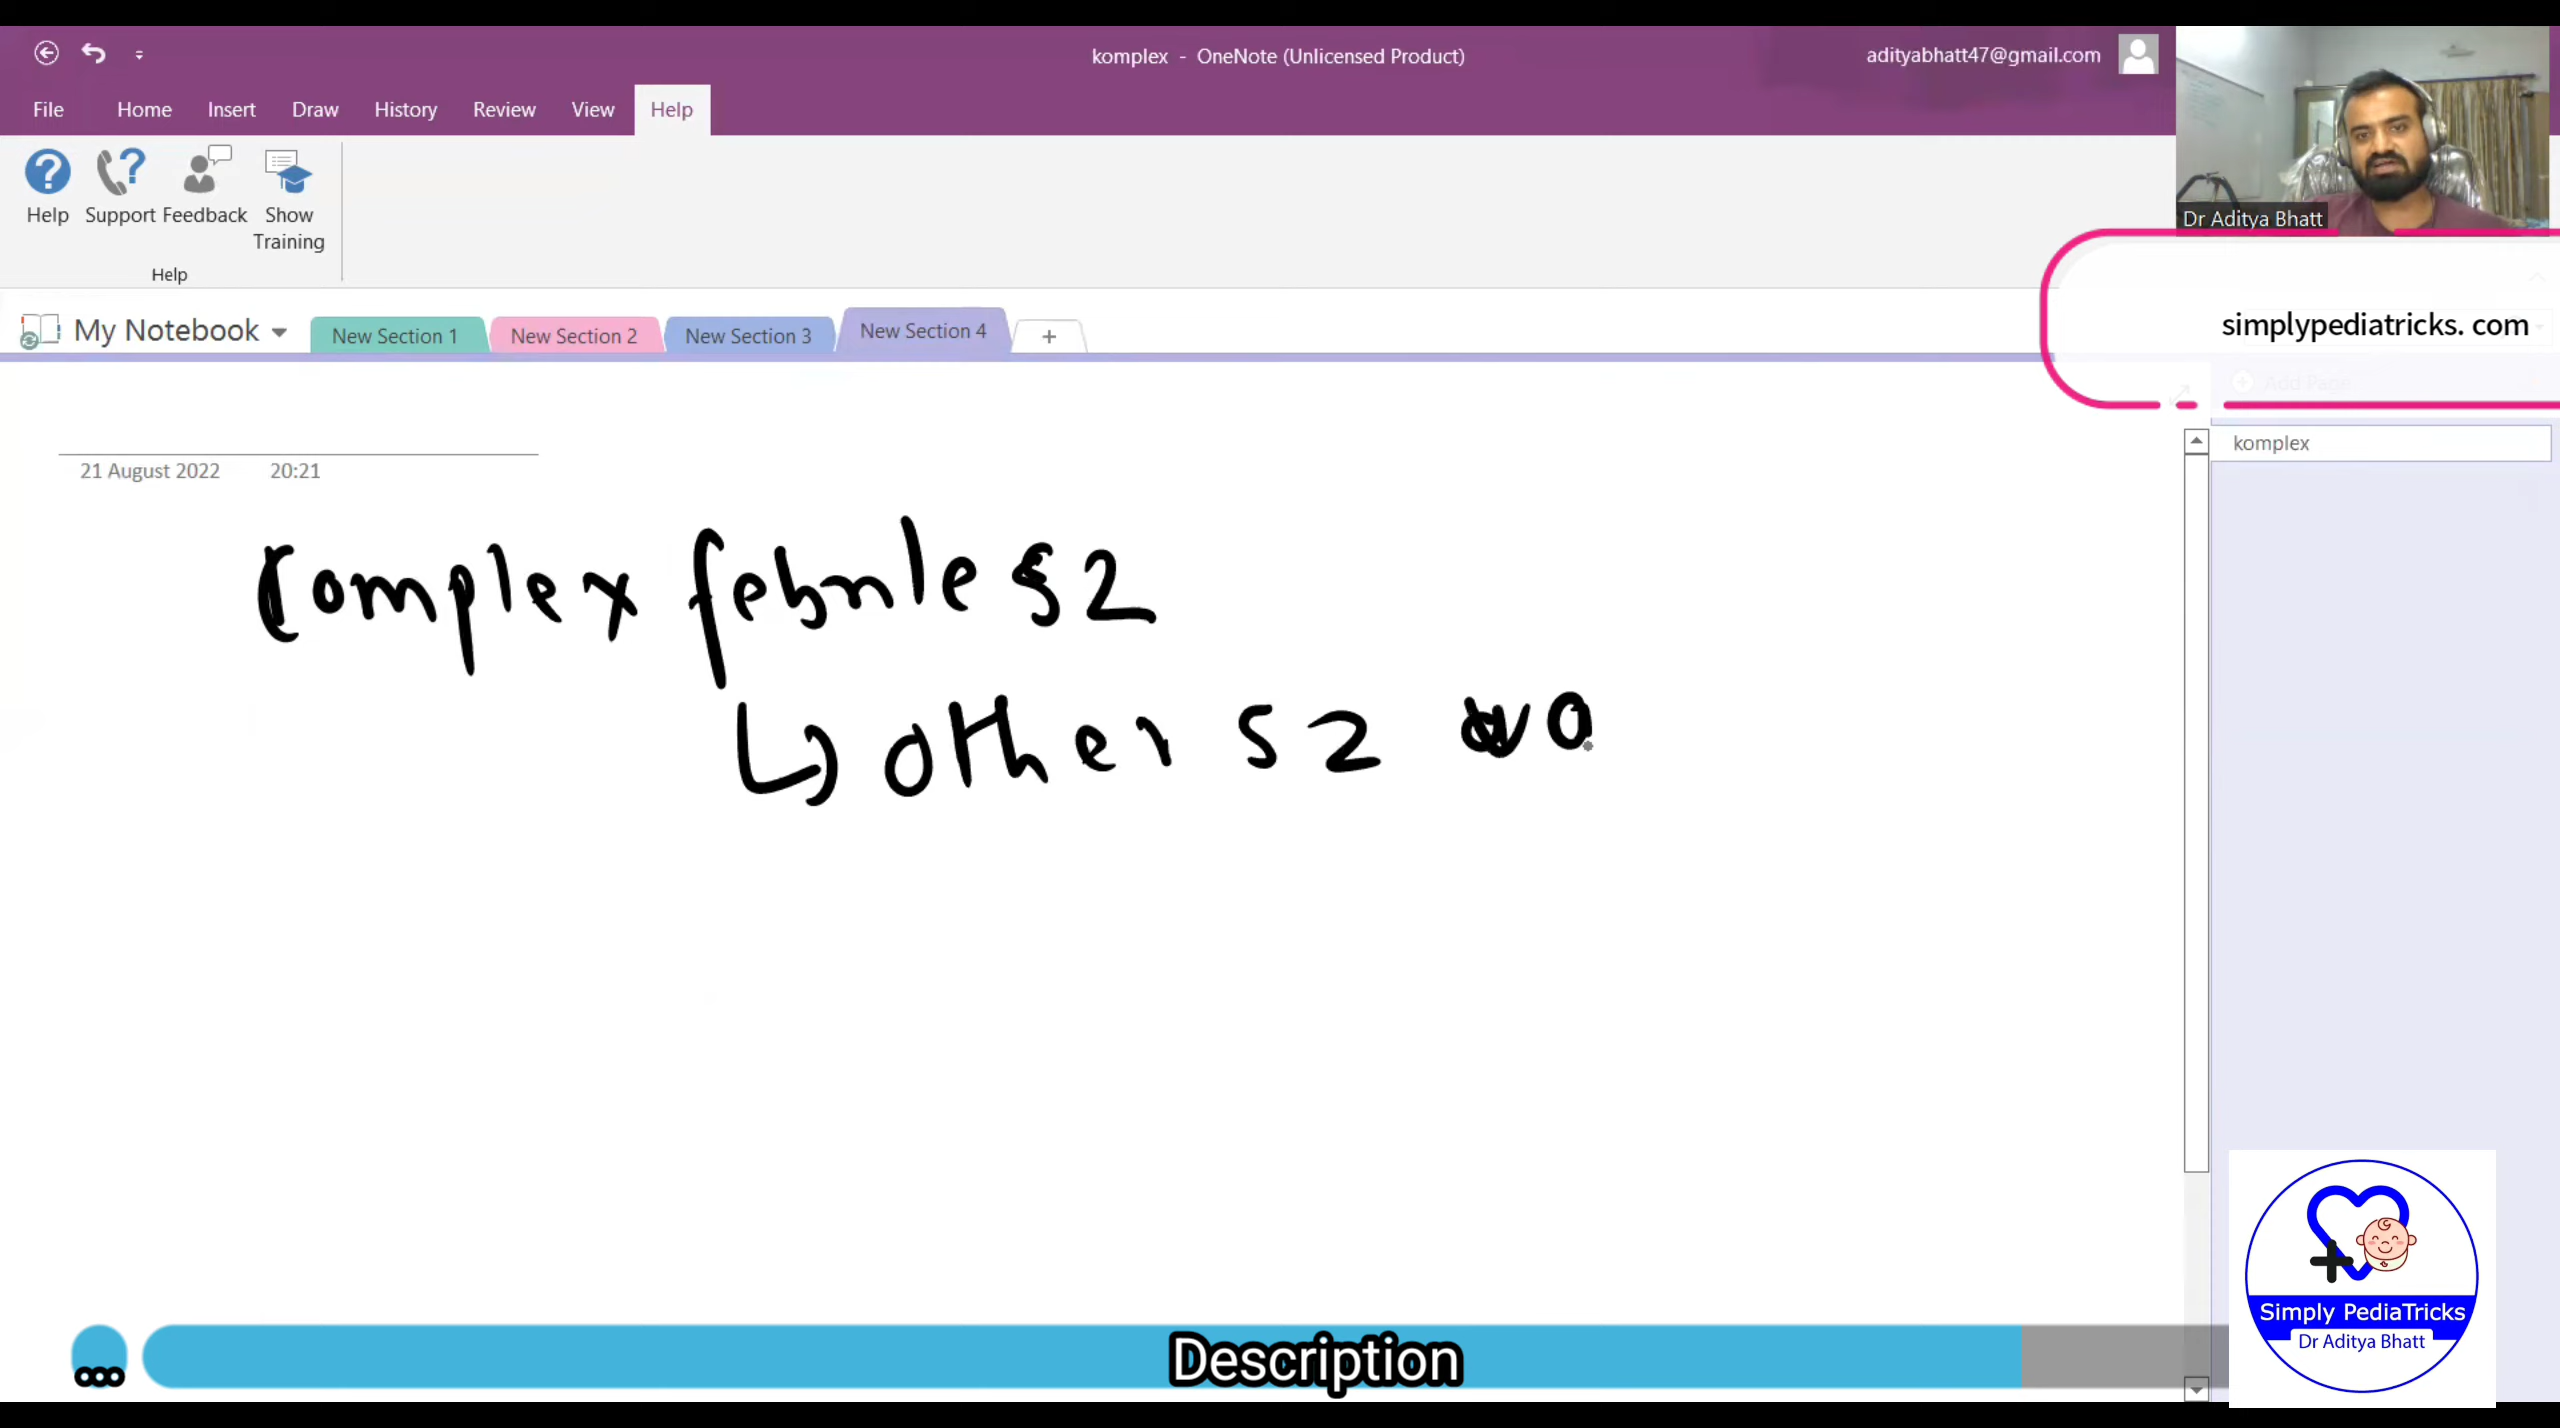 komplex - OneNote (Unlicensed Product)
adityabhatt47@gmail.com
File Home Insert Draw History Review View Help
Help Support Feedback Show Training
Help
Dr Aditya Bhatt
simplypediatricks. com
My Notebook New Section 1 New Section 2 New Section 3 New Section 4 +
Add Page
komplex
21 August 2022 20:21
Complex febrile S2
↳ other S2
Simply PediaTricks
Dr Aditya Bhatt
Description